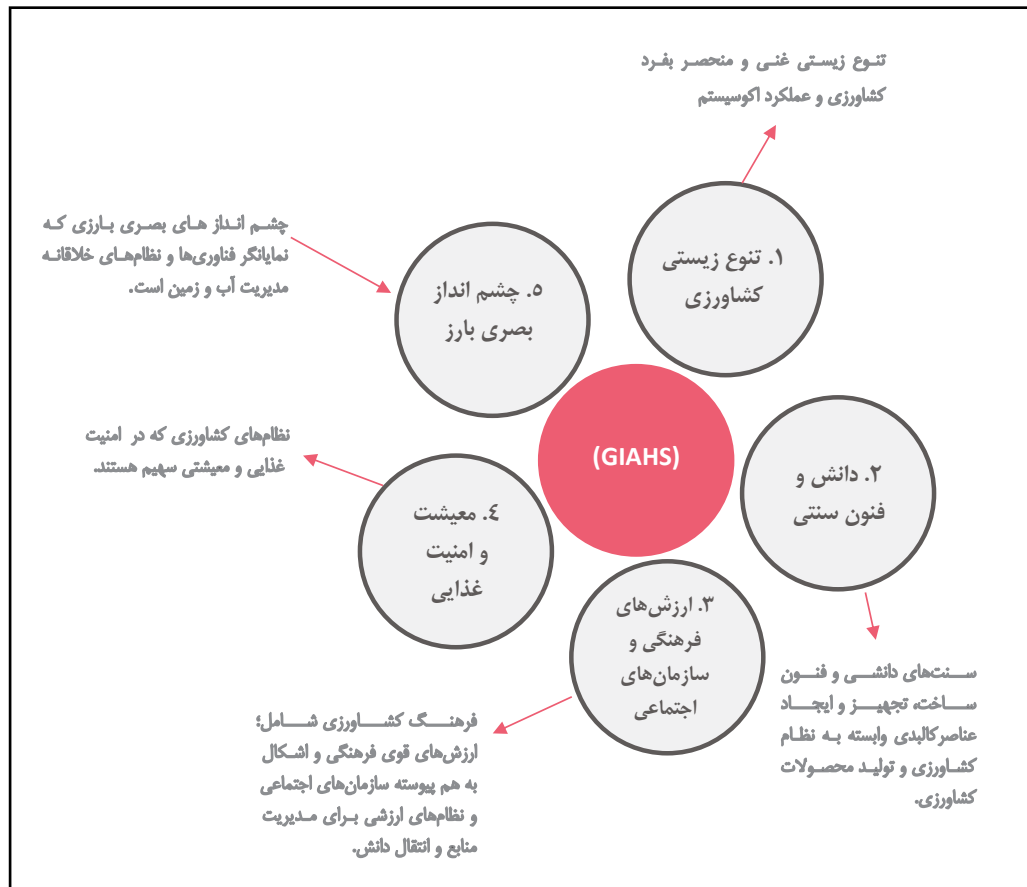 تنوع زیستی غنی و منحصر بفرد
کشاورزی و عملکرد اکوسیستم
۱. تنوع زیستی
کشاورزی
(GIAHS)
۲. دانش و
فنون سنتی
سنت‌های دانشی و فنون
ساخت، تجهیز و ایجاد
عناصرکالبدی وابسته به نظام
کشاورزی و تولید محصولات
کشاورزی.
۳. ارزش‌های
فرهنگی و
سازمان‌های
اجتماعی
فرهنگ کشاورزی شامل؛
ارزش‌های قوی فرهنگی و اشکال
به هم پیوسته سازمان‌های اجتماعی
و نظام‌های ارزشی برای مدیریت
منابع و انتقال دانش.
٤. معیشت
و امنیت
غذایی
نظام‌های کشاورزی که در امنیت
غذایی و معیشتی سهیم هستند.
٥. چشم انداز
بصری بارز
چشم انداز های بصری بارزی که
نمایانگر فناوری‌ها و نظام‌های خلاقانه
مدیریت آب و زمین است.